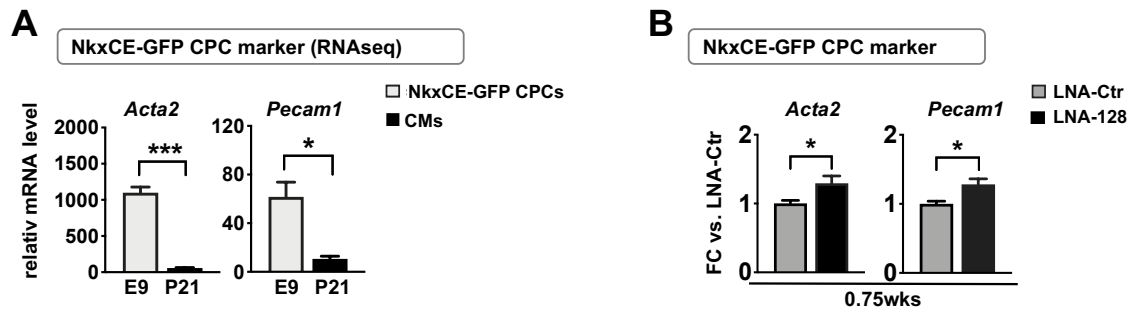 A
NkxCE-GFP CPC marker (RNAseq)
Acta2
Pecam1
NkxCE-GFP CPCs
CMs
relativ mRNA level
2000
1500
1000
500
0
***
E9 P21
120
80
40
0
*
E9 P21
B
NkxCE-GFP CPC marker
Acta2
Pecam1
LNA-Ctr
LNA-128
FC vs. LNA-Ctr
2
1
0
*
2
1
0
*
0.75wks